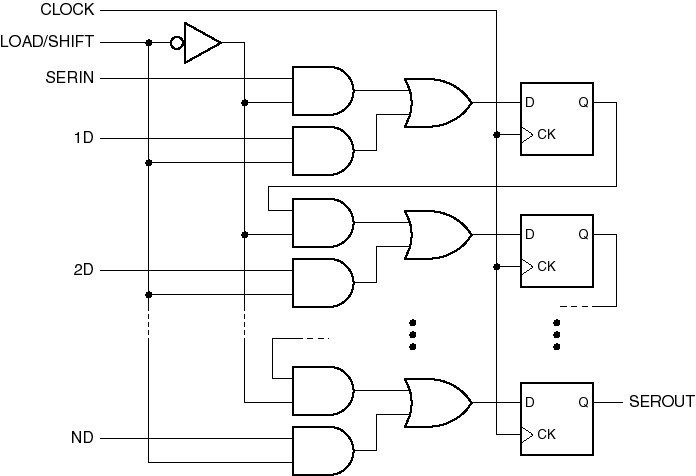 CLOCK
LOAD/SHIFT
SERIN
D Q
CK
1D
D Q
CK
2D
D Q
CK
SEROUT
ND